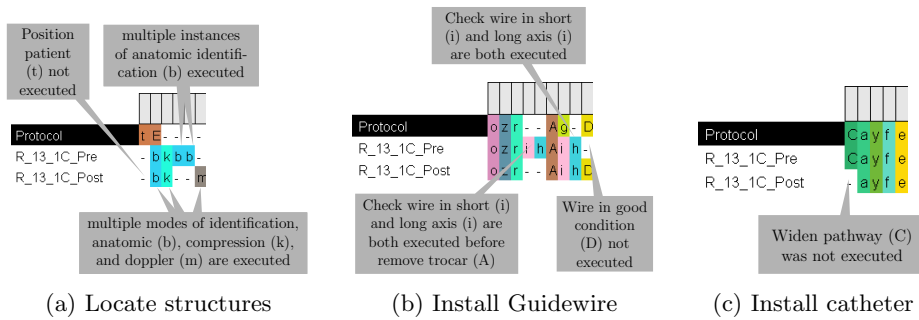 Position
patient
(t) not
executed
multiple instances
of anatomic identifi-
cation (b) executed
Protocol t E - - - -
R_13_1C_Pre - b k b b -
R_13_1C_Post - b k - - m
multiple modes of identification,
anatomic (b), compression (k),
and doppler (m) are executed
(a) Locate structures
Check wire in short
(i) and long axis (i)
are both executed
Protocol o z r - - A g - D
R_13_1C_Pre o z r i h A i h -
R_13_1C_Post o z r - - A i h -
Check wire in short (i)
and long axis (i) are
both executed before
remove trocar (A)
Wire in good
condition
(D) not
executed
(b) Install Guidewire
Protocol C a y f e
R_13_1C_Pre C a y f e
R_13_1C_Post - a y f e
Widen pathway (C)
was not executed
(c) Install catheter